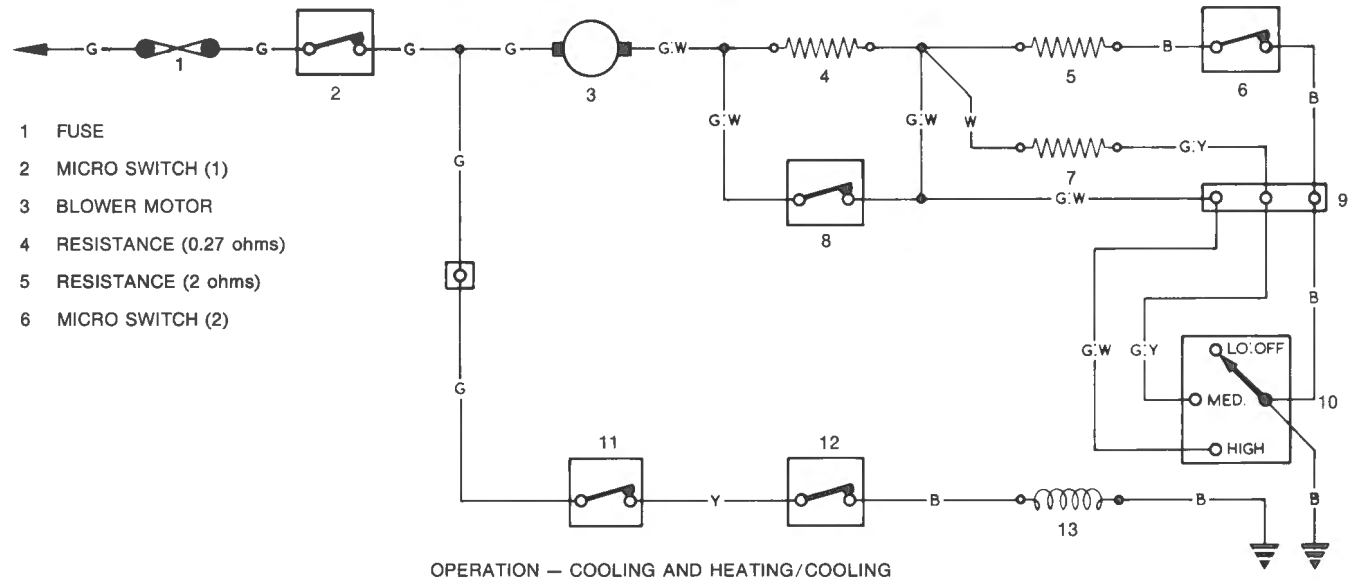 G G G G G:W B
1 2 3 4 5 6
B
G:W G:W W
1 FUSE
2 MICRO SWITCH (1)
3 BLOWER MOTOR
4 RESISTANCE (0.27 ohms)
5 RESISTANCE (2 ohms)
6 MICRO SWITCH (2)
G
G:Y
7
G:W
9
8
B
G:W G:Y
LO:OFF
MED.
10
HIGH
G
11 12
Y B B B
13
OPERATION — COOLING AND HEATING/COOLING